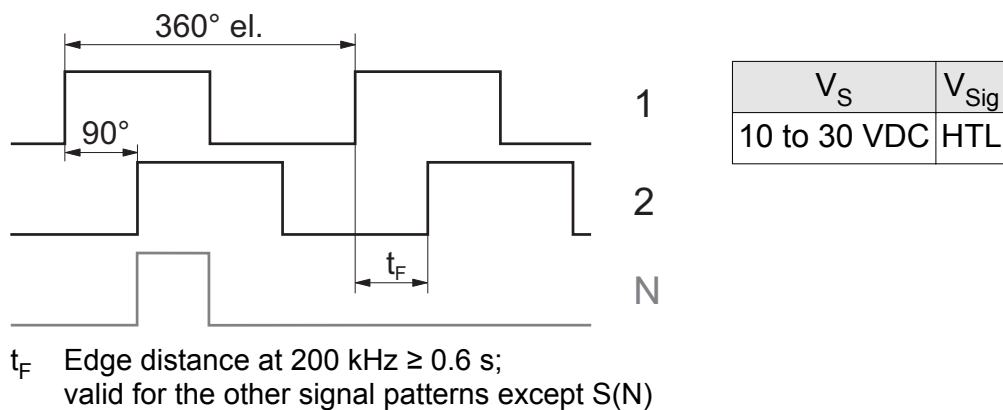 360° el.
1
90°
2
t_F
N
V_S V_Sig
10 to 30 VDC HTL
t_F Edge distance at 200 kHz ≥ 0.6 s;
valid for the other signal patterns except S(N)